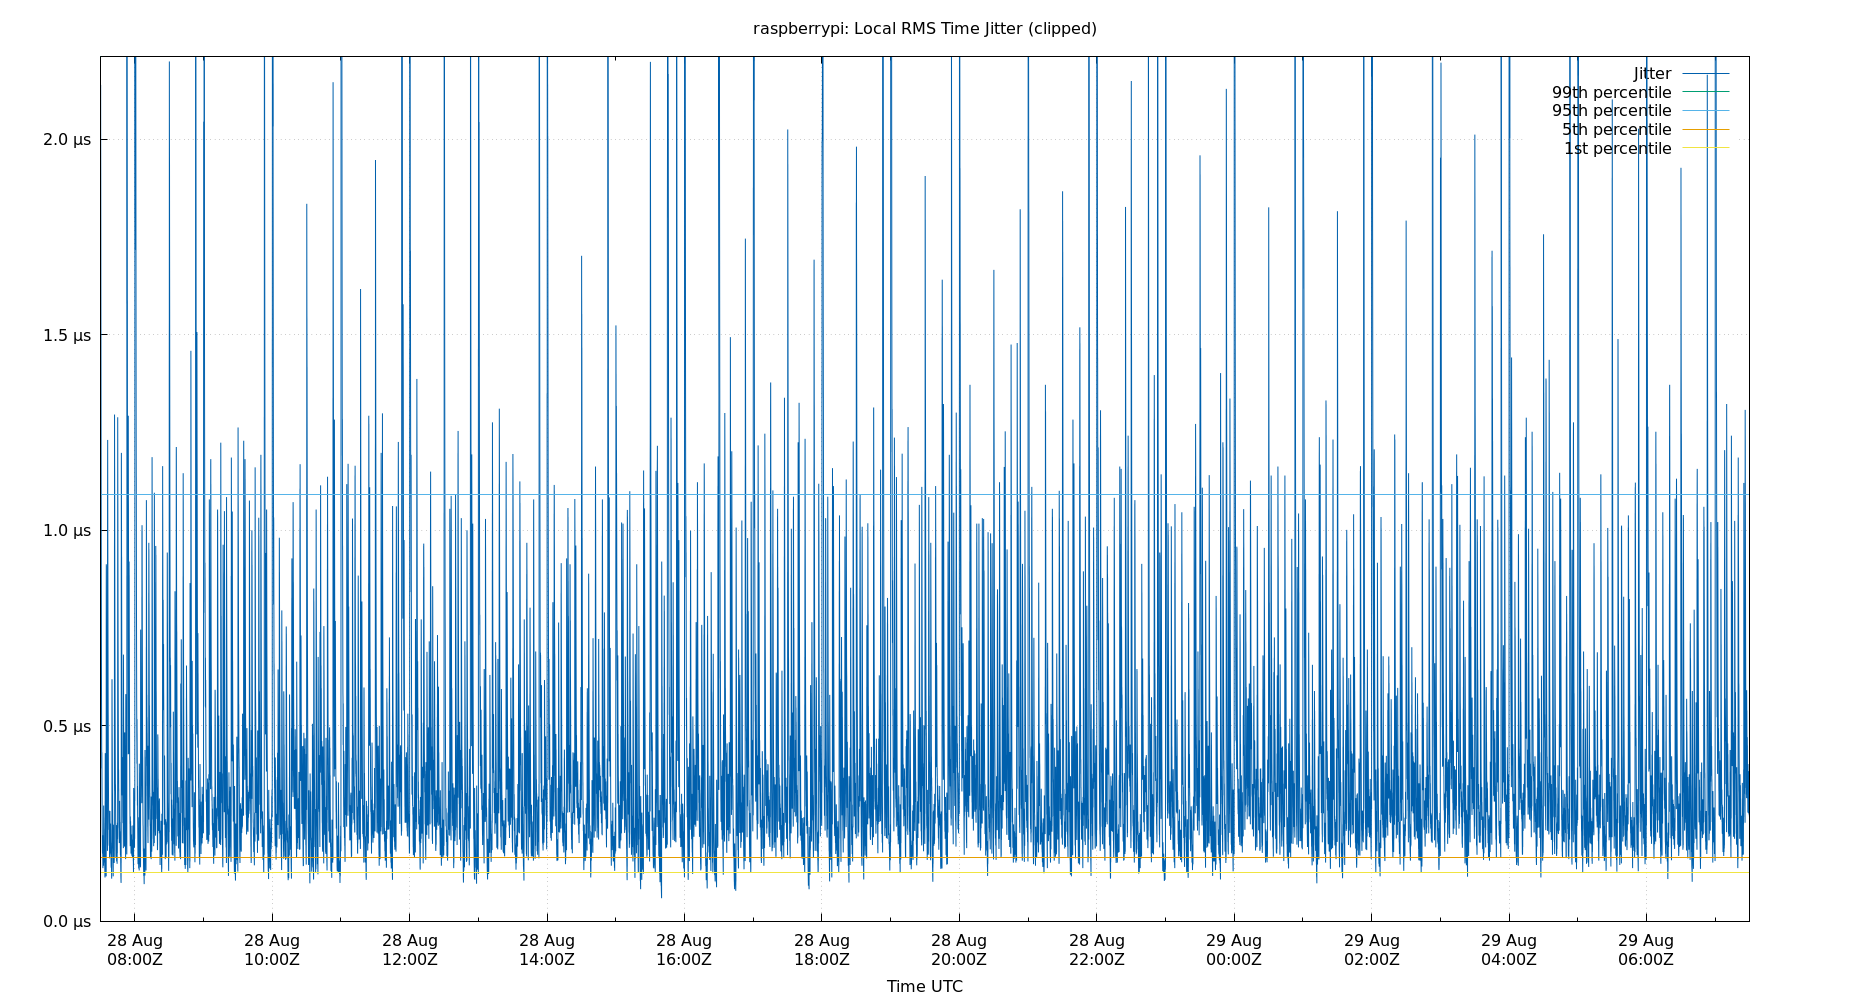 raspberrypi: Local RMS Time Jitter (clipped)
Jitter
99th percentile
95th percentile
5th percentile
1st percentile
2.0 µs
1.5 µs
1.0 µs
0.5 µs
0.0 µs
28 Aug 28 Aug 28 Aug 28 Aug 28 Aug 28 Aug 28 Aug 28 Aug 29 Aug 29 Aug 29 Aug 29 Aug
08:00Z 10:00Z 12:00Z 14:00Z 16:00Z 18:00Z 20:00Z 22:00Z 00:00Z 02:00Z 04:00Z 06:00Z
Time UTC